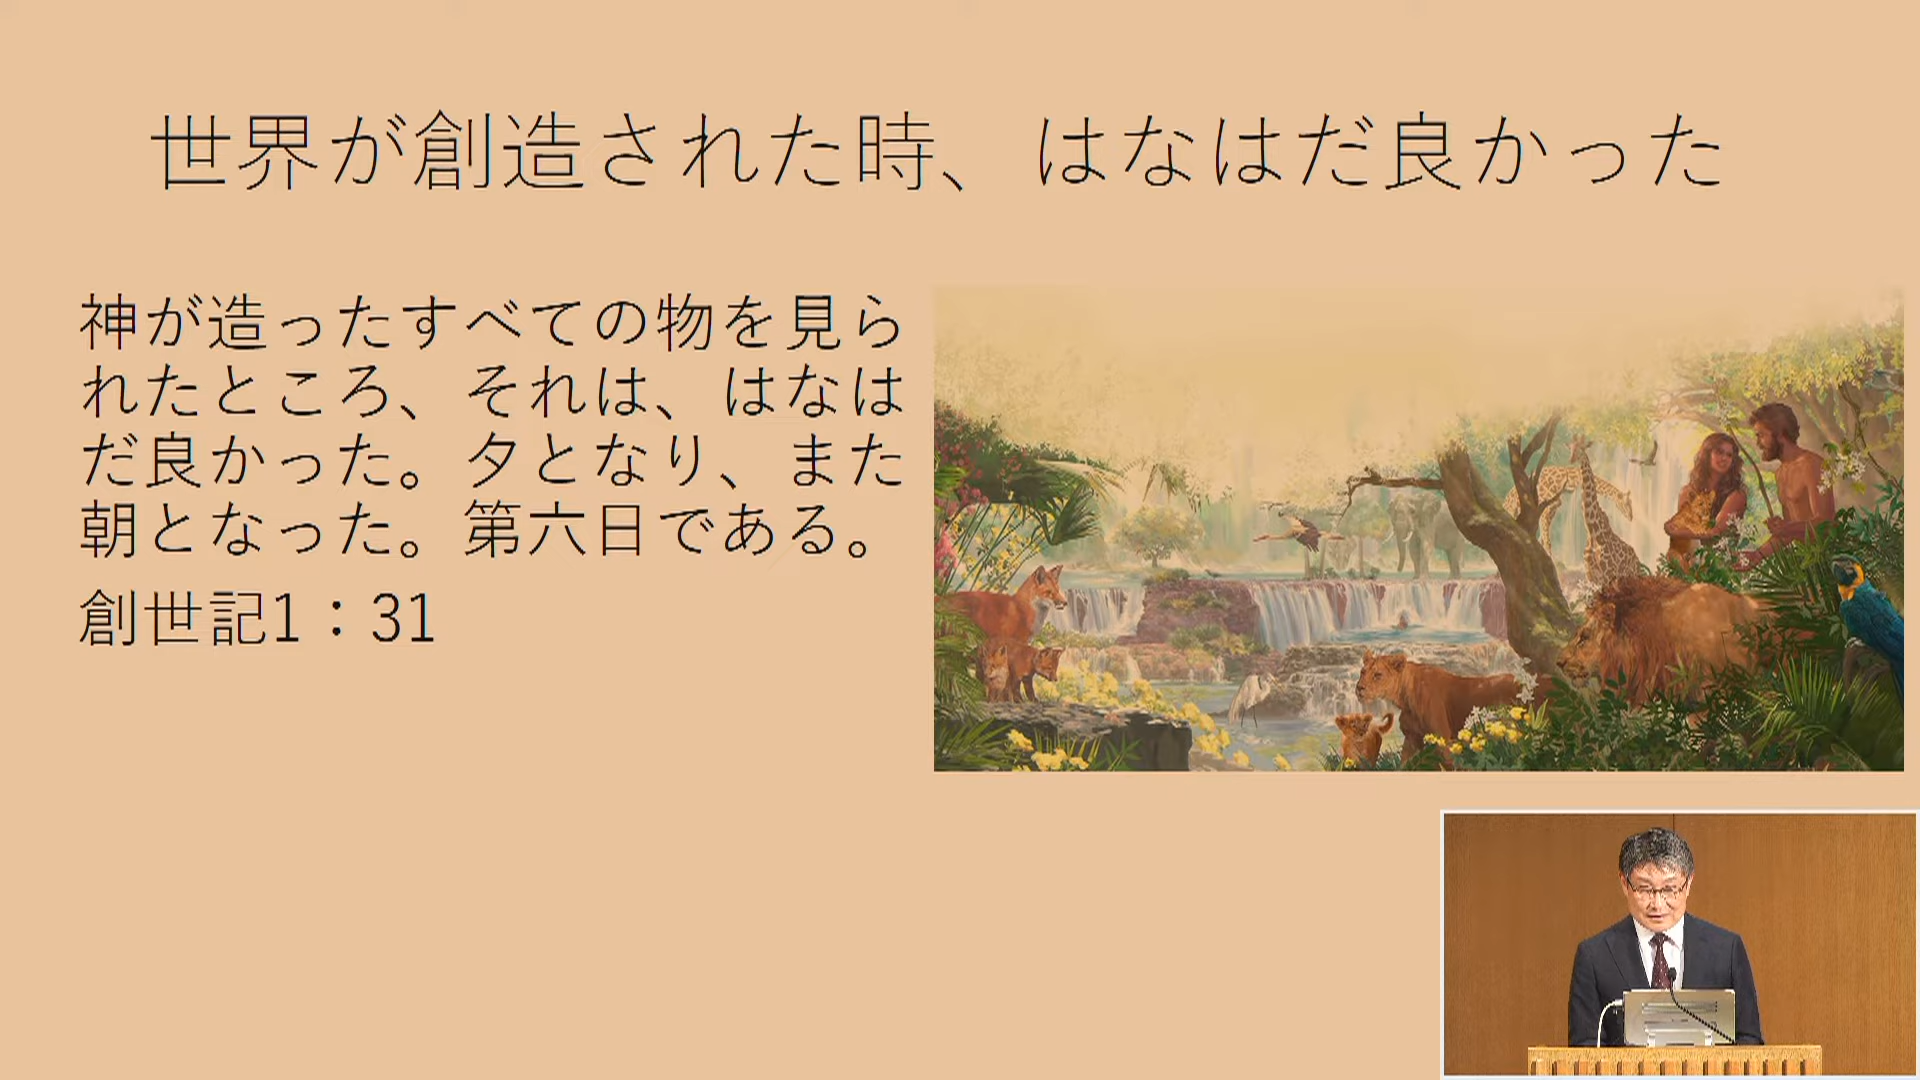 世界が創造された時、はなはだ良かった
神が造ったすべての物を見ら
れたところ、それは、はなは
だ良かった。夕となり、また
朝となった。第六日である。
創世記1：31